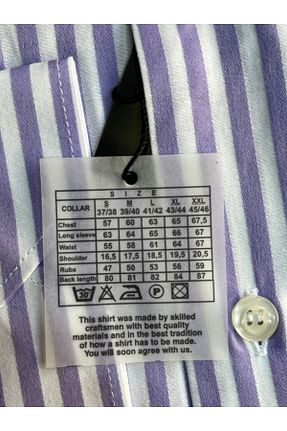 SIZE
COLLAR S 37/38 M 39/40 L 41/42 XL 43/44 XXL 45/46
Chest 57 60 63 65 67,5
Long sleeve 63 64 65 66 67
Waist 55 58 61 64 67
Shoulder 16,5 17,5 18,5 19,5 20,5
Ruba 47 50 53 56 59
Back length 80 81 82 84 87
30 P
This shirt was made by skilled
craftsmen with best quality
materials and in the best tradition
of how a shirt has to be made.
You will soon agree with us.